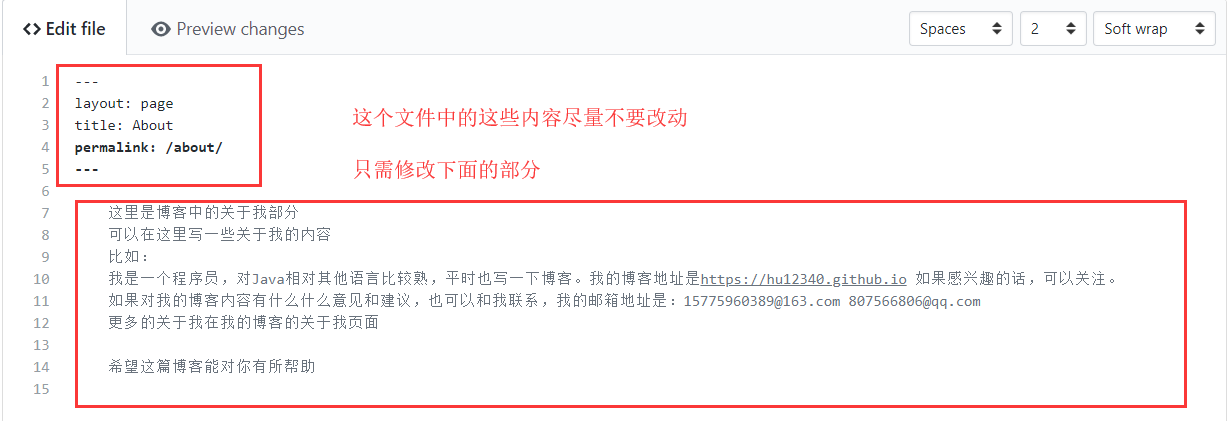 Edit file
Preview changes
Spaces
2
Soft wrap
1 ---
2 layout: page
3 title: About
4 permalink: /about/
5 ---
这个文件中的这些内容尽量不要改动
只需修改下面的部分
6
7 这里是博客中的关于我部分
8 可以在这里写一些关于我的内容
9 比如：
10 我是一个程序员，对Java相对其他语言比较熟，平时也写一下博客。我的博客地址是https://hu12340.github.io 如果感兴趣的话，可以关注。
11 如果对我的博客内容有什么什么意见和建议，也可以和我联系，我的邮箱地址是：15775960389@163.com 807566806@qq.com
12 更多的关于我在我的博客的关于我页面
13
14 希望这篇博客能对你有所帮助
15